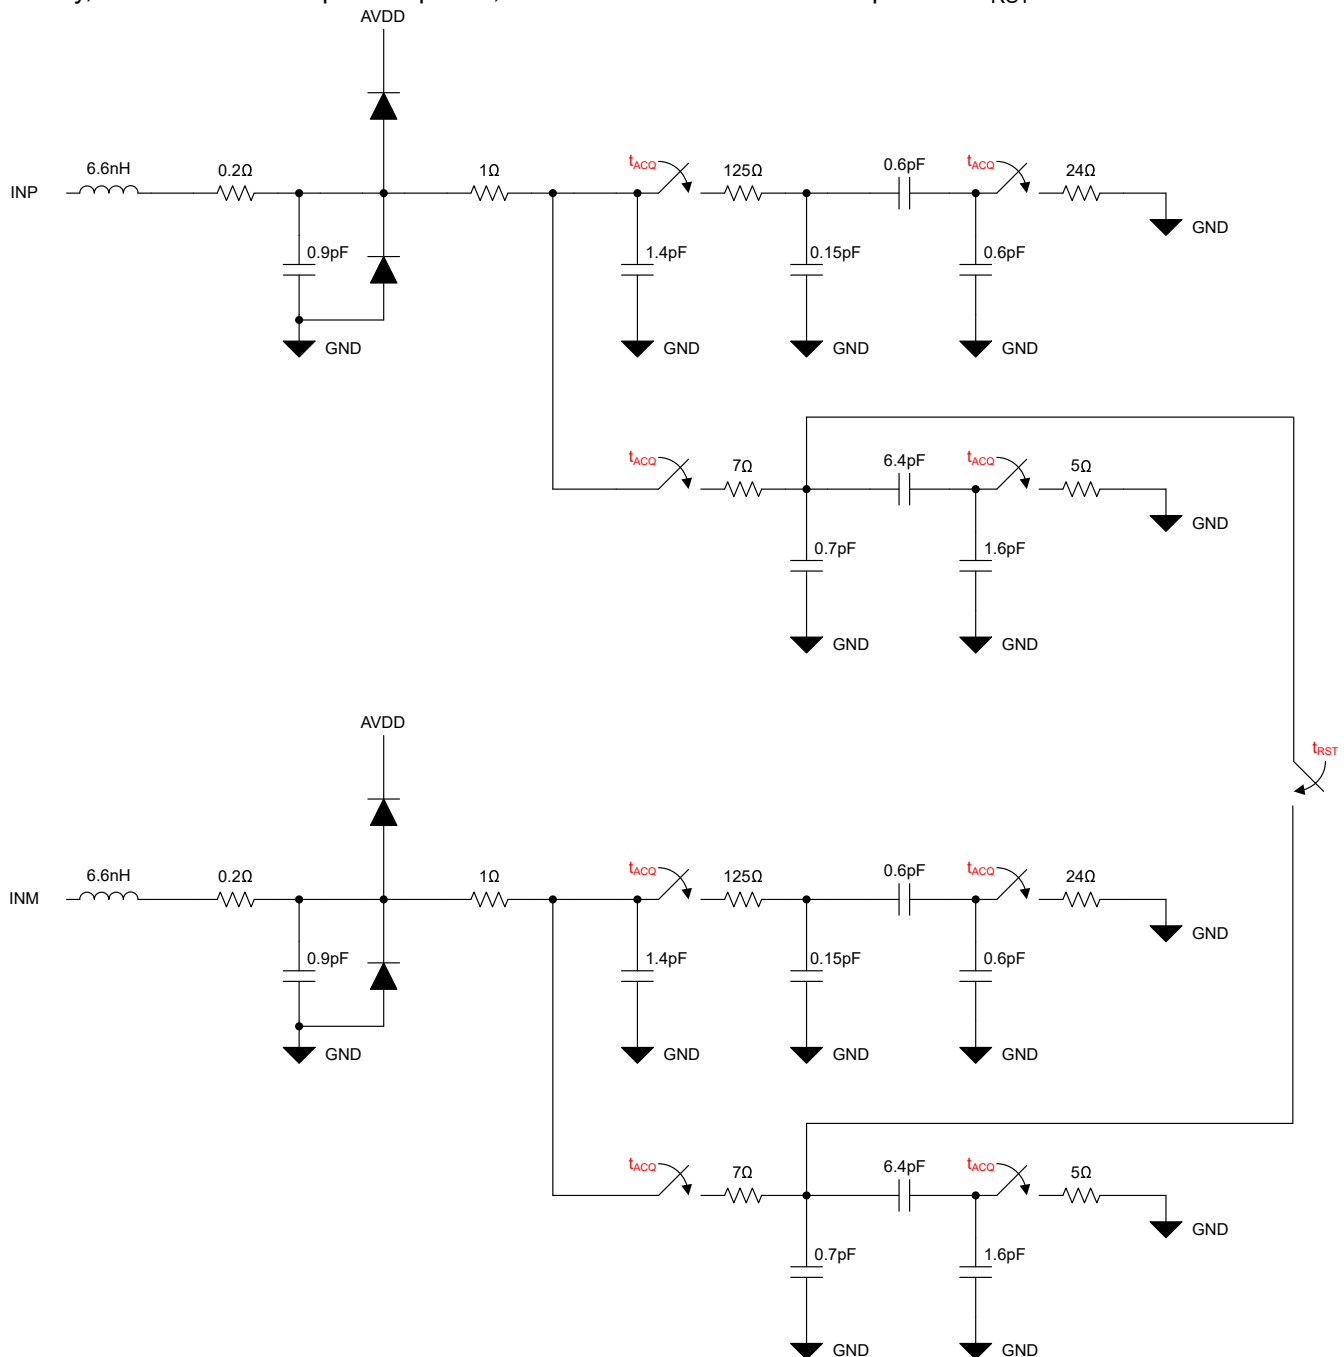 AVDD
INP
6.6nH
0.2Ω
1Ω
tACQ
125Ω
0.6pF
tACQ
24Ω
GND
0.9pF
1.4pF
0.15pF
0.6pF
GND
GND
GND
GND
tACQ
7Ω
6.4pF
tACQ
5Ω
GND
0.7pF
1.6pF
GND
GND
tRST
AVDD
INM
6.6nH
0.2Ω
1Ω
tACQ
125Ω
0.6pF
tACQ
24Ω
GND
0.9pF
1.4pF
0.15pF
0.6pF
GND
GND
GND
GND
tACQ
7Ω
6.4pF
tACQ
5Ω
GND
0.7pF
1.6pF
GND
GND